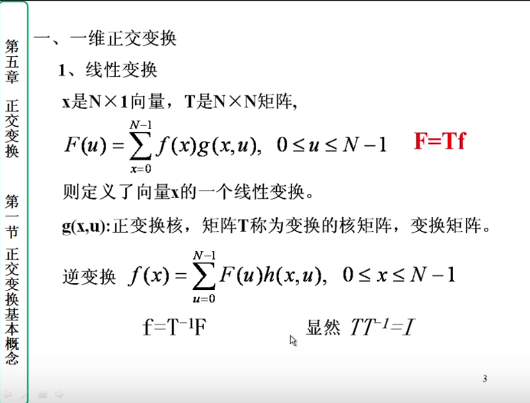 第五章 正交变换 第一节 正交变换基本概念
一、一维正交变换
1、线性变换
x是N×1向量，T是N×N矩阵,
F(u) = \sum_{x=0}^{N-1} f(x)g(x,u), 0≤u≤N−1 F=Tf
则定义了向量x的一个线性变换。
g(x,u):正变换核，矩阵T称为变换的核矩阵，变换矩阵。
逆变换 f(x) = \sum_{u=0}^{N-1} F(u)h(x,u), 0≤x≤N−1
f=T⁻¹F 显然 TT⁻¹=I
3